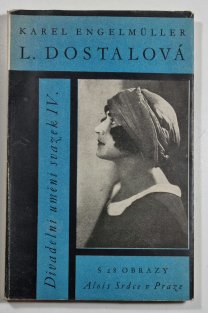 KAREL ENGELMÜLLER
L. DOSTALOVÁ
Divadelní umění svazek IV.
S 28 OBRAZY
Alois Srdce v Praze